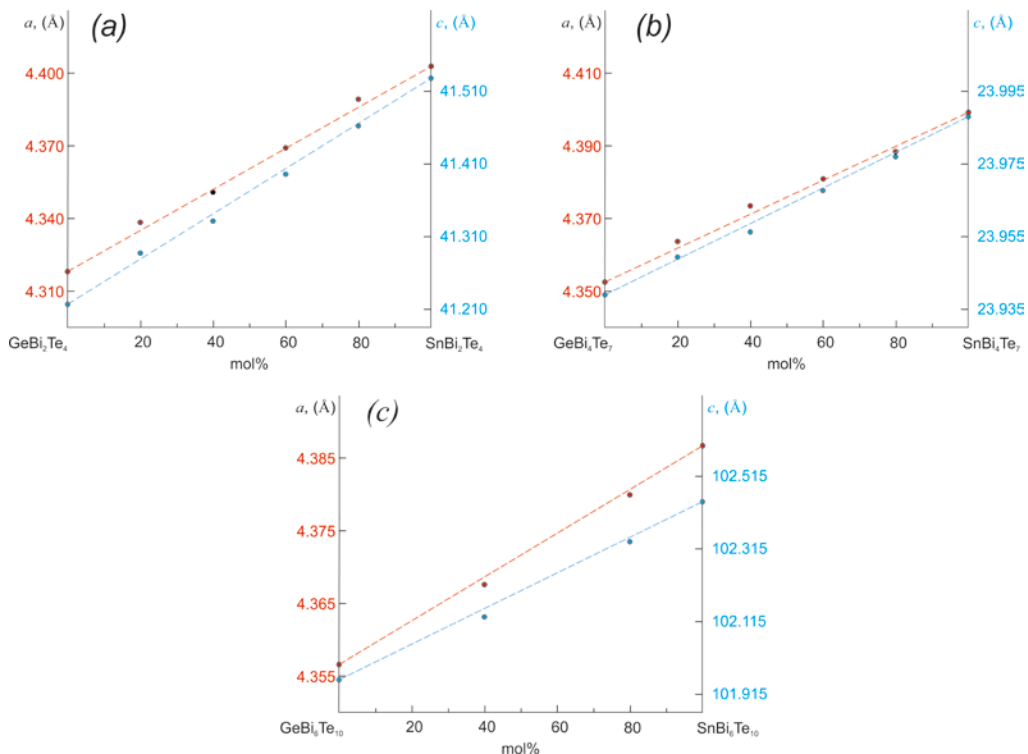 a, (Å) (a) c, (Å)
4.400
4.370
4.340
4.310
41.510
41.410
41.310
41.210
GeBi₂Te₄ 20 40 60 80 SnBi₂Te₄
mol%
a, (Å) (b) c, (Å)
4.410
4.390
4.370
4.350
23.995
23.975
23.955
23.935
GeBi₄Te₇ 20 40 60 80 SnBi₄Te₇
mol%
a, (Å) (c) c, (Å)
4.385
4.375
4.365
4.355
102.515
102.315
102.115
101.915
GeBi₆Te₁₀ 20 40 60 80 SnBi₆Te₁₀
mol%